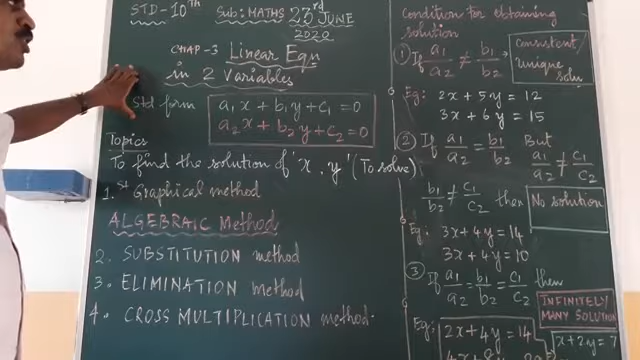 STD-10th Sub: MATHS 23rd JUNE
2020
CHAP-3 Linear Eqn
in 2 Variables
Std form a₁x + b₁y + c₁ = 0
a₂x + b₂y + c₂ = 0
Topics
To find the solution of 'x, y' (To solve)
1.st Graphical method
ALGEBRAIC Method
2. SUBSTITUTION method
3. ELIMINATION method
4. CROSS MULTIPLICATION method
Condition for obtaining
solution
① If a₁/a₂ ≠ b₁/b₂ Consistent/
unique
solu
Eg: 2x + 5y = 12
3x + 6y = 15
② If a₁/a₂ = b₁/b₂ But
a₁/a₂ ≠ c₁/c₂
b₁/b₂ ≠ c₁/c₂ then No solution
Eg: 3x + 4y = 14
3x + 4y = 10
③ If a₁/a₂ = b₁/b₂ = c₁/c₂ then
INFINITELY
MANY SOLUTION
Eg: 2x + 4y = 14
x + 2y = 7